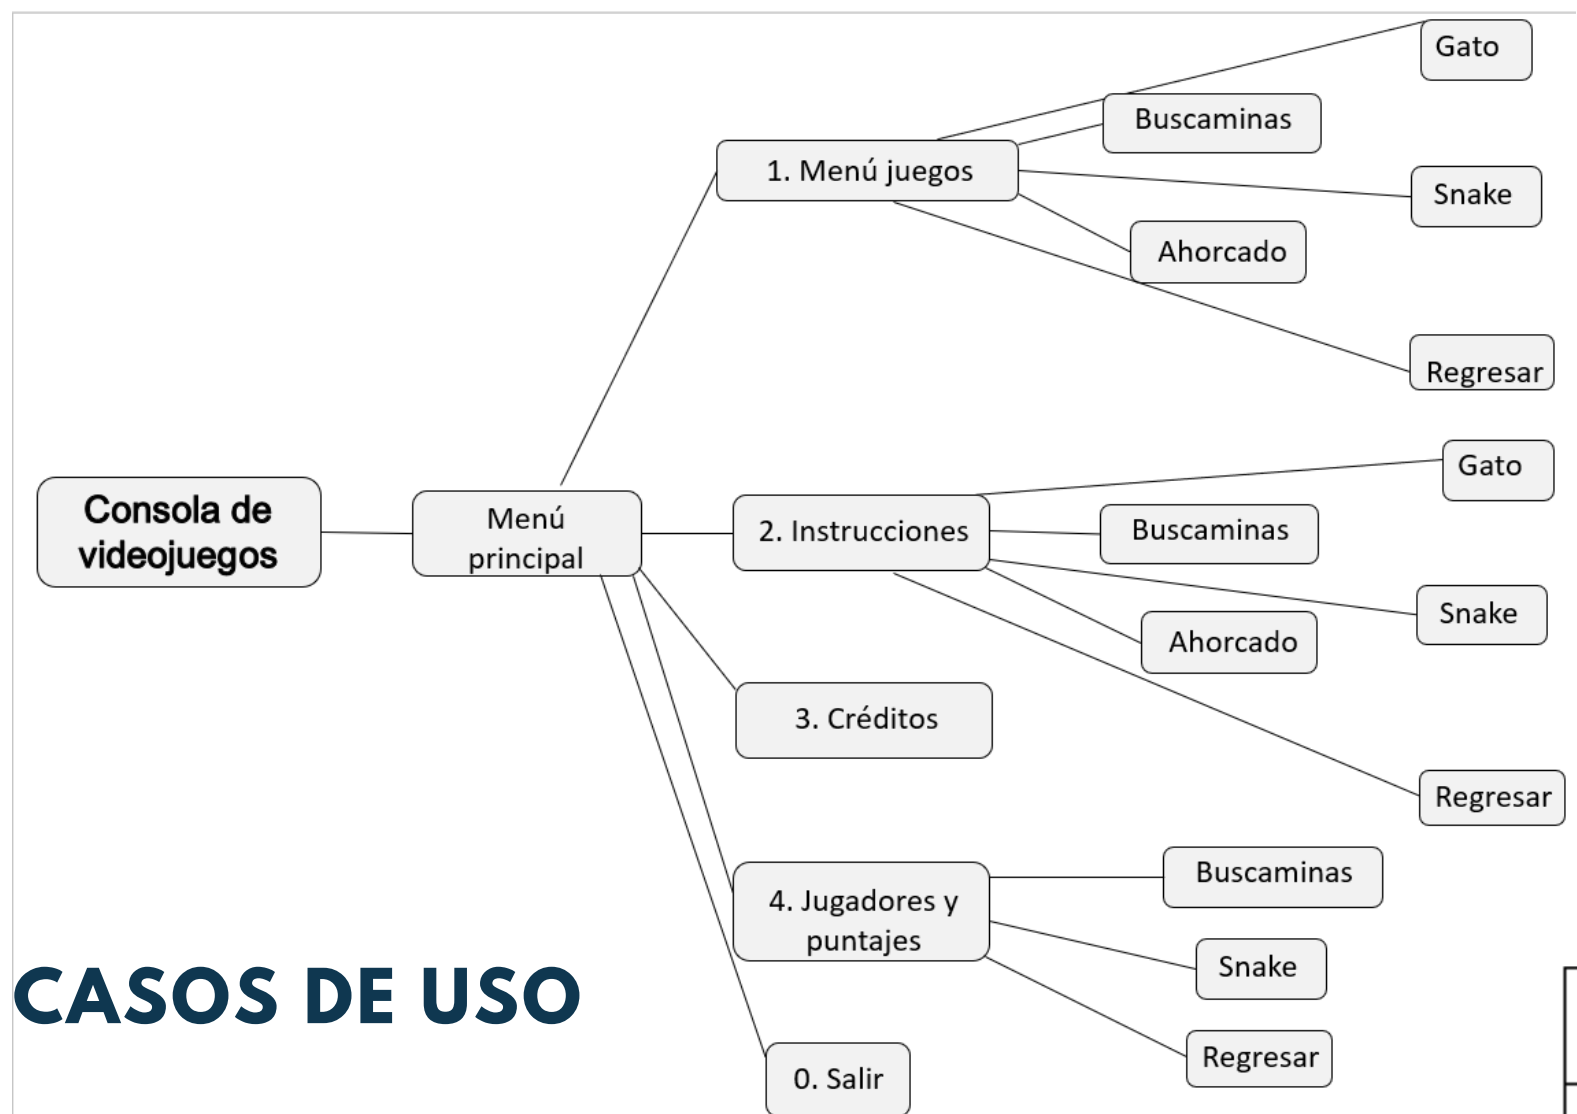 Gato
Buscaminas
1. Menú juegos
Snake
Ahorcado
Regresar
Consola de
videojuegos
Menú
principal
2. Instrucciones
Gato
Buscaminas
Snake
Ahorcado
Regresar
3. Créditos
4. Jugadores y
puntajes
Buscaminas
Snake
Regresar
0. Salir
CASOS DE USO